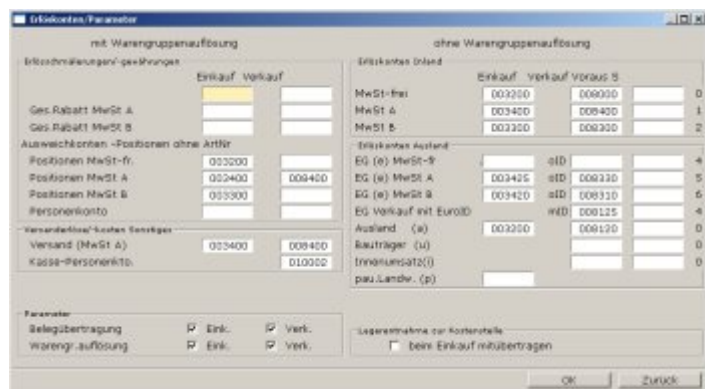 Erlöskonten/Parameter
mit Warengruppenauflösung
Erlösschmälerungen/-gewährungen
Einkauf Verkauf
Ges.Rabatt MwSt A
Ges.Rabatt MwSt B
Ausweichkonten -Positionen ohne ArtNr
Positionen MwSt-fr. 003200
Positionen MwSt A 003400 008400
Positionen MwSt B 003300
Personenkonto
Versanderlöse/-kosten Sonstiges
Versand (MwSt A) 003400 008400
Kasse-Personenkto. 010002
Parameter
Belegübertragung Eink. Verk.
Warengr.auflösung Eink. Verk.
ohne Warengruppenauflösung
Erlöskonten Inland
Einkauf Verkauf Voraus S
MwSt-frei 003200 008000 0
MwSt A 003400 008400 1
MwSt B 003300 008300 2
Erlöskonten Ausland
EG (e) MwSt-fr oID 4
EG (e) MwSt A 003425 oID 008330 5
EG (e) MwSt B 003420 oID 008310 6
EG Verkauf mit EuroID mID 008125 4
Ausland (a) 003200 008120 0
Bauträger (u) 0
Innenumsatz(i) 0
pau.Landw. (p)
Lagerentnahme zur Kostenstelle
beim Einkauf mitübertragen
OK Zurück